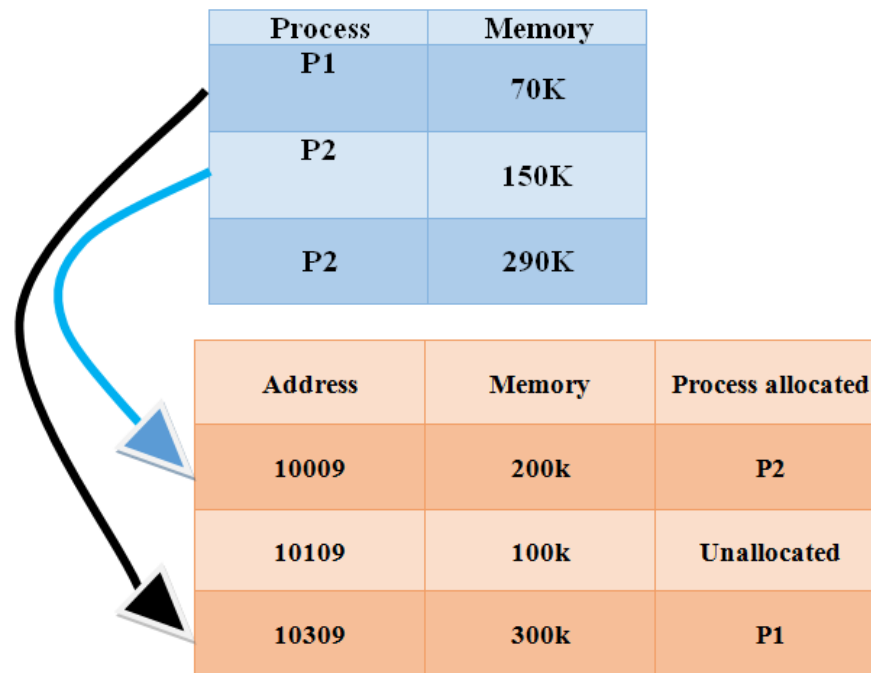 Process Memory
P1 70K
P2 150K
P2 290K
Address Memory Process allocated
10009 200k P2
10109 100k Unallocated
10309 300k P1